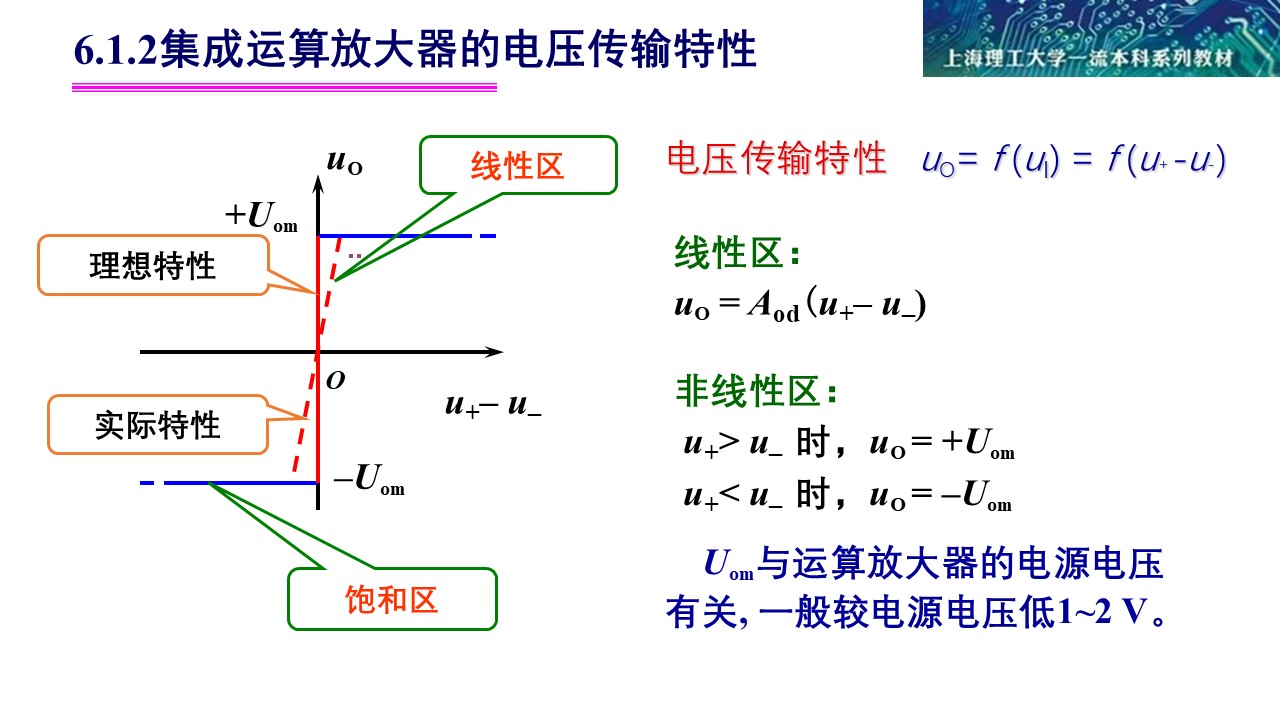 6.1.2集成运算放大器的电压传输特性
上海理工大学一流本科系列教材
uO
线性区
+Uom
理想特性
O
u+– u–
实际特性
–Uom
饱和区
电压传输特性 uO= f (uI) = f (u+ -u-)
线性区：
uO = Aod（u+– u–)
非线性区：
u+> u– 时，uO = +Uom
u+< u– 时，uO = –Uom
Uom与运算放大器的电源电压
有关, 一般较电源电压低1~2 V。